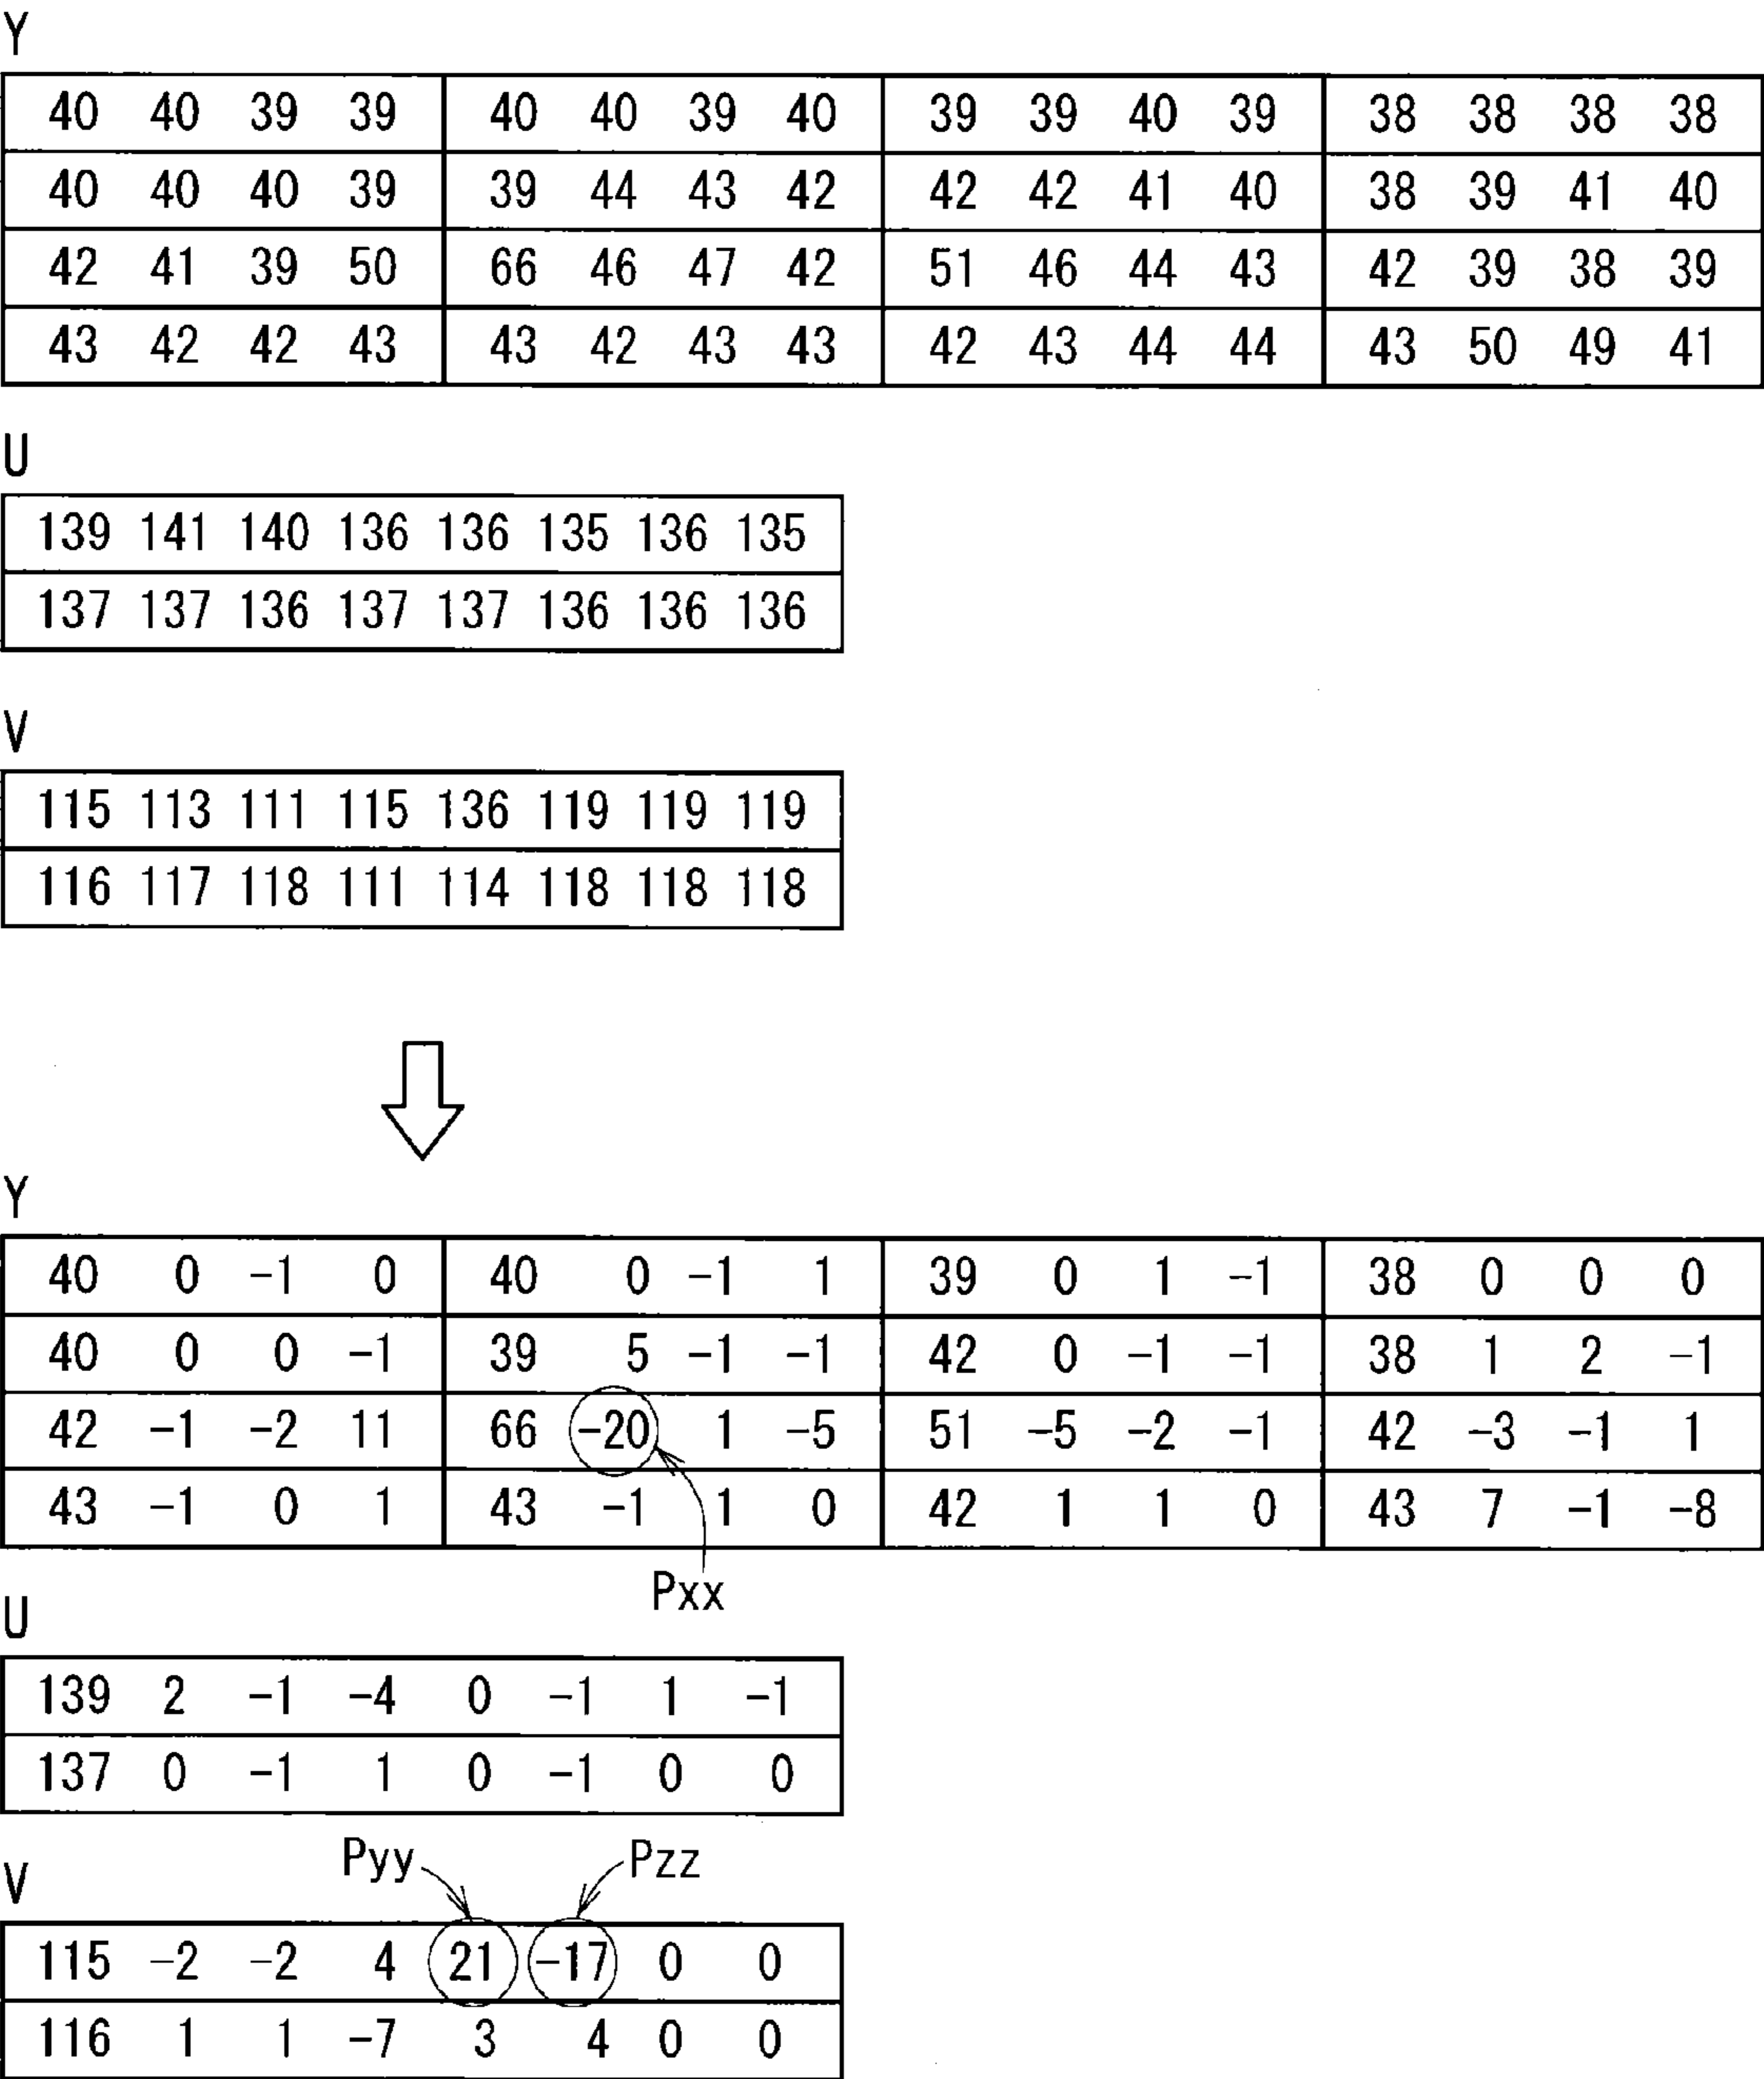 Y
40 40 39 39 40 40 39 40 39 39 40 39 38 38 38 38
40 40 40 39 39 44 43 42 42 42 41 40 38 39 41 40
42 41 39 50 66 46 47 42 51 46 44 43 42 39 38 39
43 42 42 43 43 42 43 43 42 43 44 44 43 50 49 41
U
139 141 140 136 136 135 136 135
137 137 136 137 137 136 136 136
V
115 113 111 115 136 119 119 119
116 117 118 111 114 118 118 118
Y
40 0 −1 0 40 0 −1 1 39 0 1 −1 38 0 0 0
40 0 0 −1 39 5 −1 −1 42 0 −1 −1 38 1 2 −1
42 −1 −2 11 66 −20 1 −5 51 −5 −2 −1 42 −3 −1 1
43 −1 0 1 43 −1 1 0 42 1 1 0 43 7 −1 −8
Pxx
U
139 2 −1 −4 0 −1 1 −1
137 0 −1 1 0 −1 0 0
Pyy Pzz
V
115 −2 −2 4 21 −17 0 0
116 1 1 −7 3 4 0 0